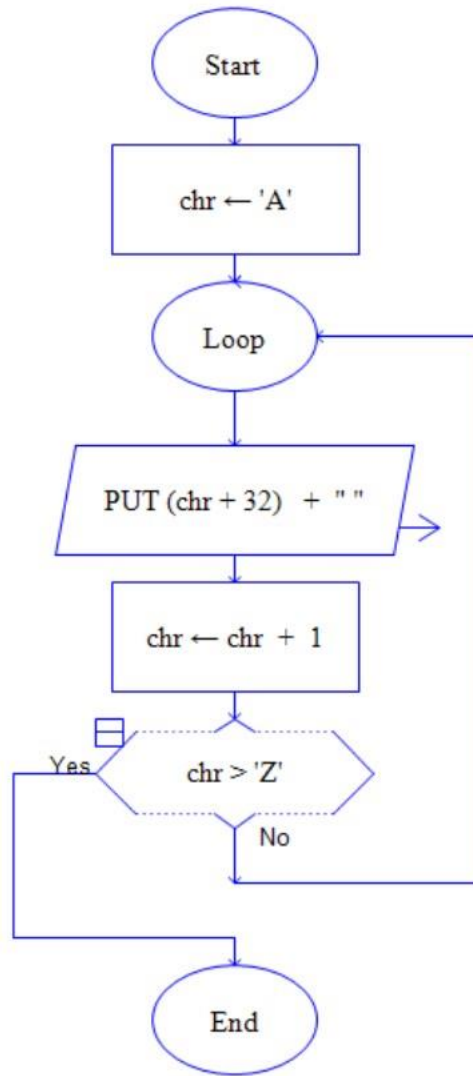 Start
chr ← 'A'
Loop
PUT (chr + 32) + " "
chr ← chr + 1
Yes
chr > 'Z'
No
End